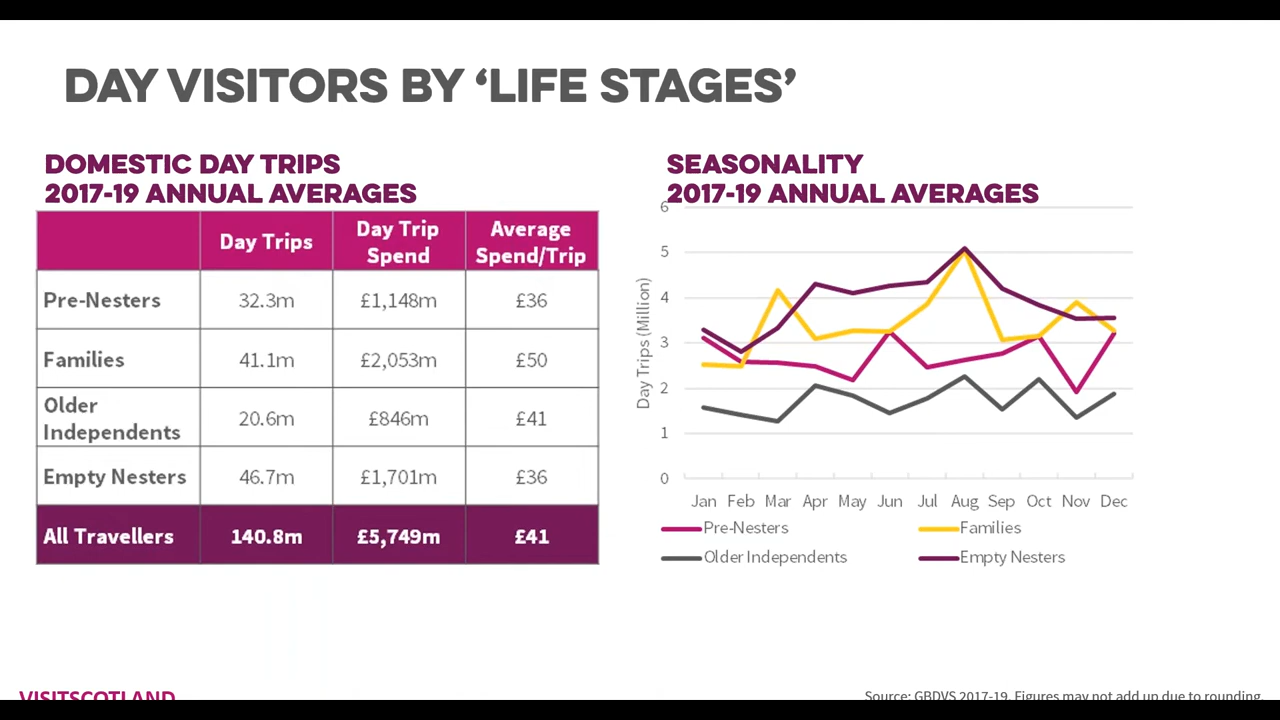 DAY VISITORS BY ‘LIFE STAGES’
DOMESTIC DAY TRIPS
2017-19 ANNUAL AVERAGES
Day Trips Day Trip Spend Average Spend/Trip
Pre-Nesters 32.3m £1,148m £36
Families 41.1m £2,053m £50
Older Independents 20.6m £846m £41
Empty Nesters 46.7m £1,701m £36
All Travellers 140.8m £5,749m £41
SEASONALITY
2017-19 ANNUAL AVERAGES
6
5
4
3
2
1
0
Day Trips (Million)
Jan Feb Mar Apr May Jun Jul Aug Sep Oct Nov Dec
Pre-Nesters Families
Older Independents Empty Nesters
VISITSCOTLAND
Source: GBDVS 2017-19. Figures may not add up due to rounding.